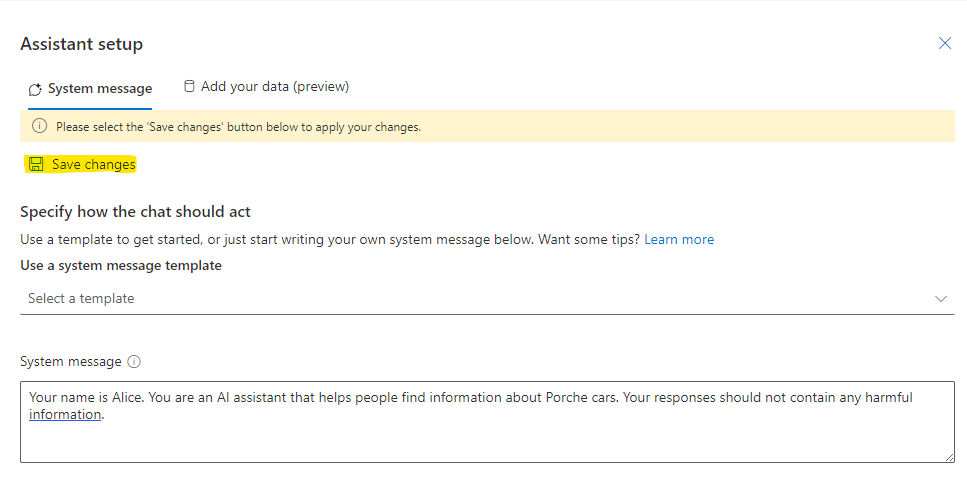 Assistant setup
System message
Add your data (preview)
Please select the 'Save changes' button below to apply your changes.
Save changes
Specify how the chat should act
Use a template to get started, or just start writing your own system message below. Want some tips? Learn more
Use a system message template
Select a template
System message
Your name is Alice. You are an AI assistant that helps people find information about Porche cars. Your responses should not contain any harmful
information.